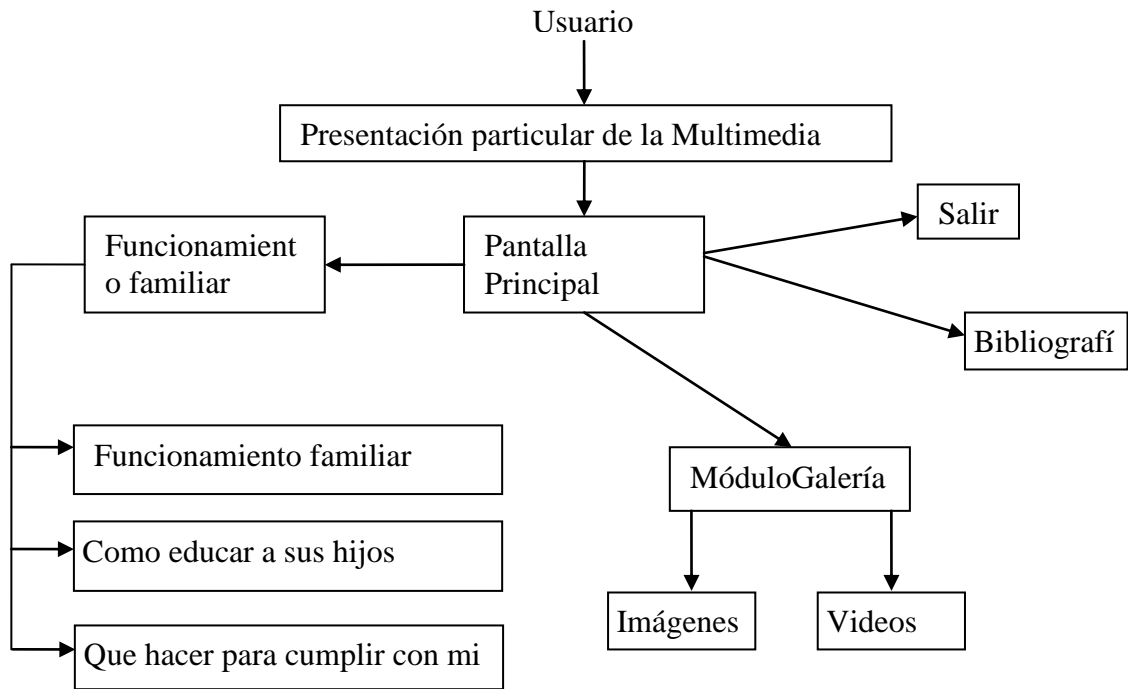 Usuario
Presentación particular de la Multimedia
Salir
Funcionamient
o familiar
Pantalla
Principal
Bibliografí
Funcionamiento familiar
MóduloGalería
Como educar a sus hijos
Imágenes
Videos
Que hacer para cumplir con mi